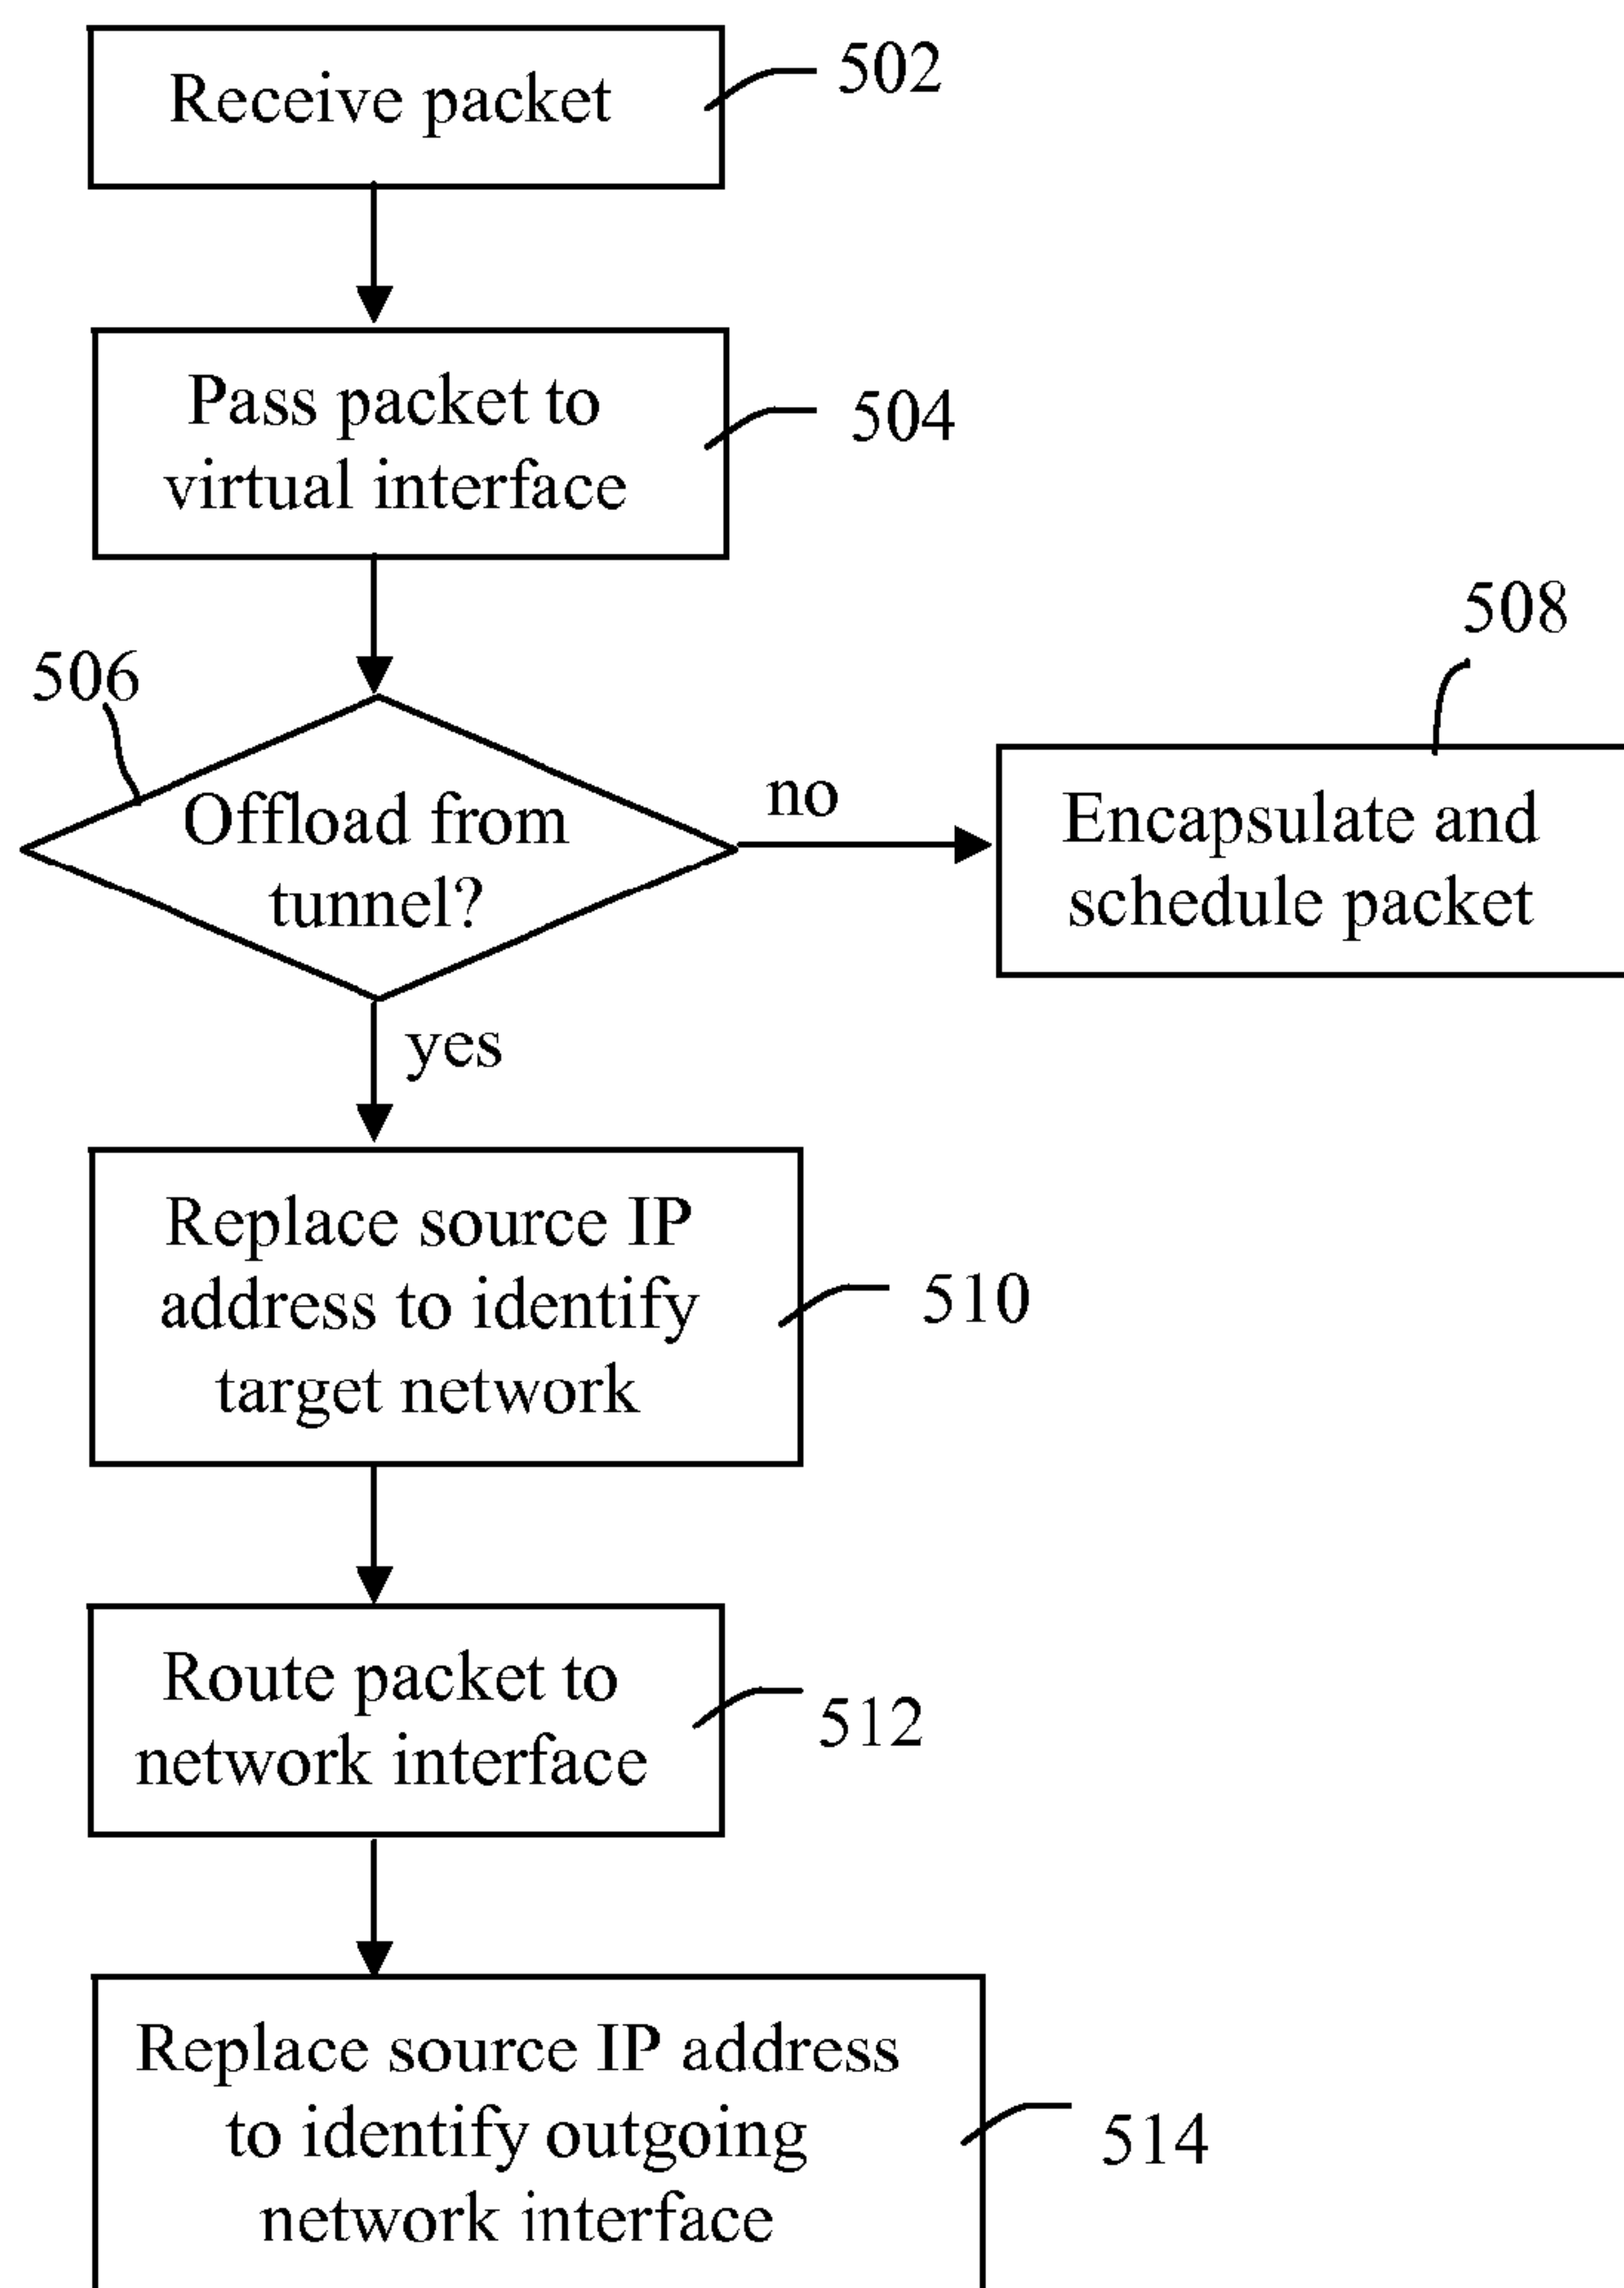 Receive packet
502
Pass packet to
virtual interface
504
506
Offload from
tunnel?
no
508
Encapsulate and
schedule packet
yes
Replace source IP
address to identify
target network
510
Route packet to
network interface
512
Replace source IP address
to identify outgoing
network interface
514